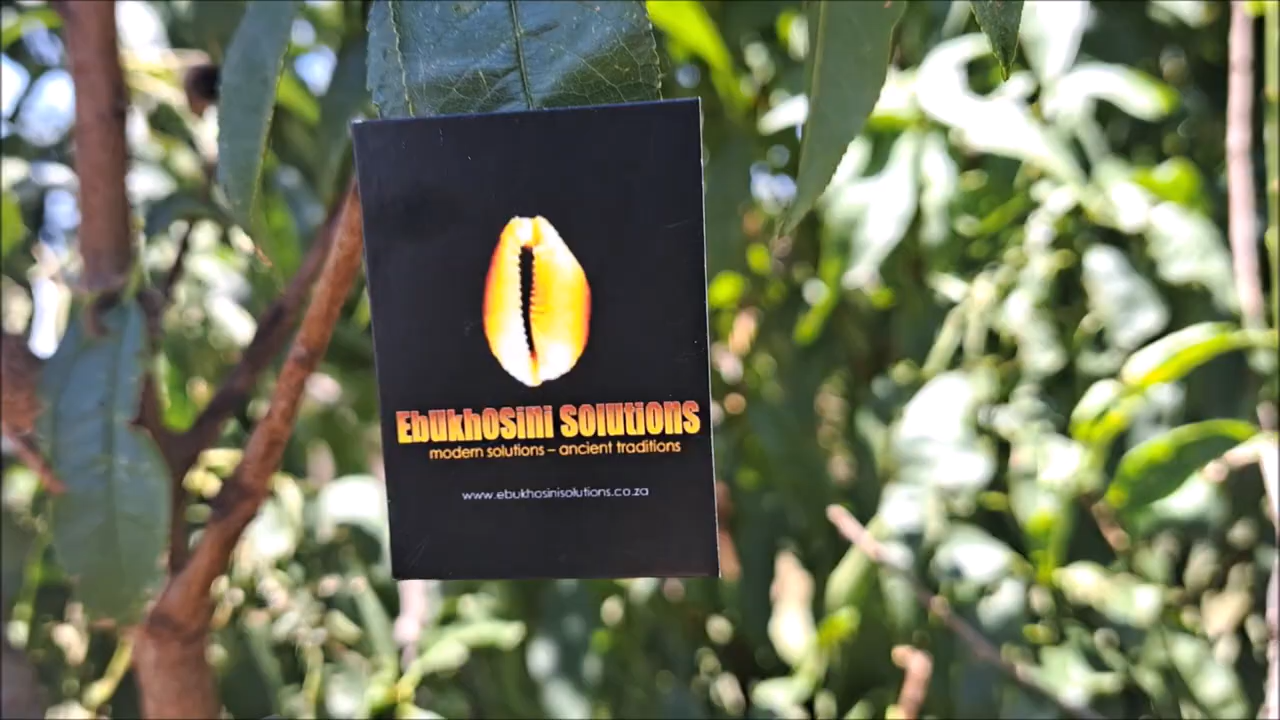 Ebukhosini Solutions
modern solutions – ancient traditions
www.ebukhosinisolutions.co.za